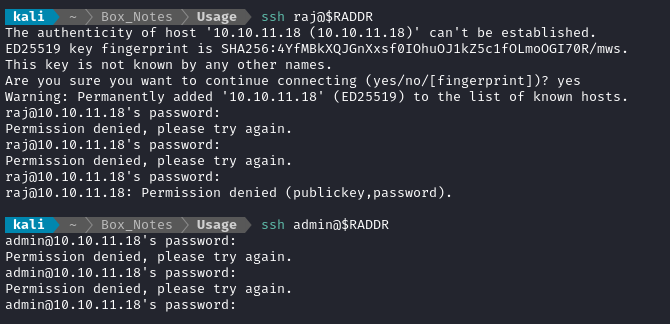 kali ~ Box_Notes Usage ssh raj@$RADDR
The authenticity of host '10.10.11.18 (10.10.11.18)' can't be established.
ED25519 key fingerprint is SHA256:4YfMBkXQJGnXxsf0IOhuOJ1kZ5c1fOLmoOGI70R/mws.
This key is not known by any other names.
Are you sure you want to continue connecting (yes/no/[fingerprint])? yes
Warning: Permanently added '10.10.11.18' (ED25519) to the list of known hosts.
raj@10.10.11.18's password:
Permission denied, please try again.
raj@10.10.11.18's password:
Permission denied, please try again.
raj@10.10.11.18's password:
raj@10.10.11.18: Permission denied (publickey,password).
kali ~ Box_Notes Usage ssh admin@$RADDR
admin@10.10.11.18's password:
Permission denied, please try again.
admin@10.10.11.18's password:
Permission denied, please try again.
admin@10.10.11.18's password: